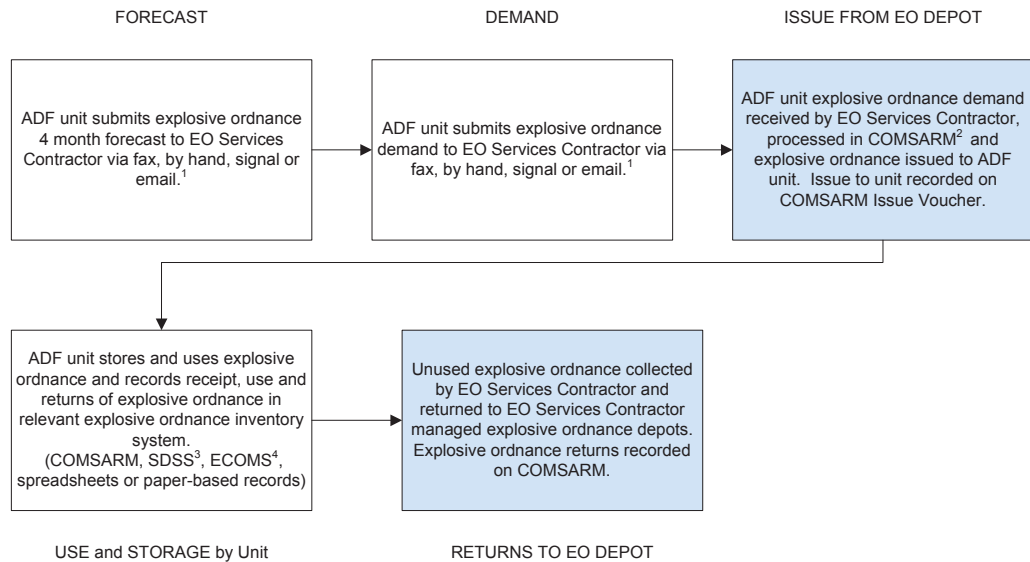 FORECAST
DEMAND
ISSUE FROM EO DEPOT
ADF unit submits explosive ordnance
4 month forecast to EO Services
Contractor via fax, by hand, signal or
email.¹
ADF unit submits explosive ordnance
demand to EO Services Contractor via
fax, by hand, signal or email.¹
ADF unit explosive ordnance demand
received by EO Services Contractor,
processed in COMSARM² and
explosive ordnance issued to ADF
unit. Issue to unit recorded on
COMSARM Issue Voucher.
ADF unit stores and uses explosive
ordnance and records receipt, use and
returns of explosive ordnance in
relevant explosive ordnance inventory
system.
(COMSARM, SDSS³, ECOMS⁴,
spreadsheets or paper-based records)
Unused explosive ordnance collected
by EO Services Contractor and
returned to EO Services Contractor
managed explosive ordnance depots.
Explosive ordnance returns recorded
on COMSARM.
USE and STORAGE by Unit
RETURNS TO EO DEPOT